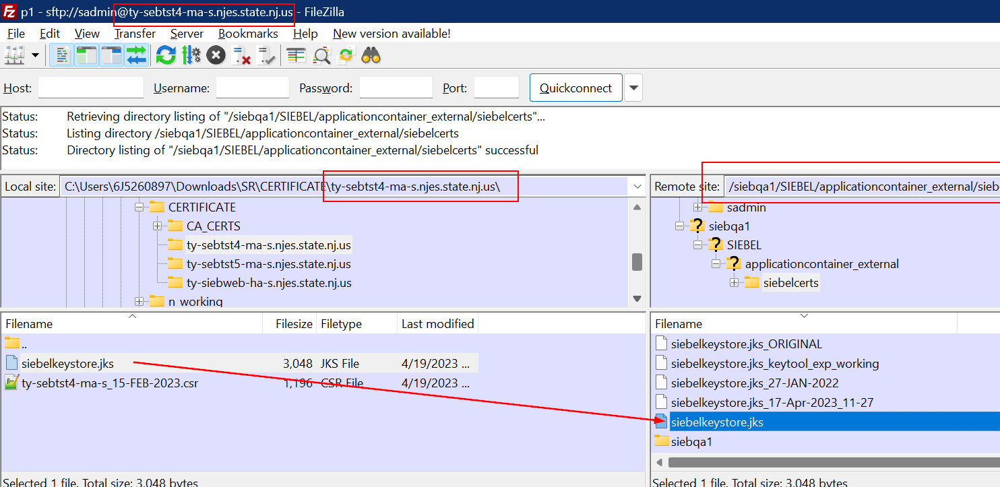 p1 - sftp://sadmin@ty-sebtst4-ma-s.njes.state.nj.us - FileZilla
File Edit View Transfer Server Bookmarks Help New version available!
Host: Username: Password: Port: Quickconnect
Status: Retrieving directory listing of "/siebqa1/SIEBEL/applicationcontainer_external/siebelcerts"...
Status: Listing directory /siebqa1/SIEBEL/applicationcontainer_external/siebelcerts
Status: Directory listing of "/siebqa1/SIEBEL/applicationcontainer_external/siebelcerts" successful
Local site: C:\Users\6J5260897\Downloads\SR\CERTIFICATE\ty-sebtst4-ma-s.njes.state.nj.us\
CERTIFICATE
CA_CERTS
ty-sebtst4-ma-s.njes.state.nj.us
ty-sebtst5-ma-s.njes.state.nj.us
ty-siebweb-ha-s.njes.state.nj.us
n_working
Remote site: /siebqa1/SIEBEL/applicationcontainer_external/sieb
sadmin
siebqa1
SIEBEL
applicationcontainer_external
siebelcerts
Filename Filesize Filetype Last modified
..
siebelkeystore.jks 3,048 JKS File 4/19/2023 ...
ty-sebtst4-ma-s_15-FEB-2023.csr 1,196 CSR File 4/19/2023 ...
Selected 1 file. Total size: 3,048 bytes
Filename
siebelkeystore.jks_ORIGINAL
siebelkeystore.jks_keytool_exp_working
siebelkeystore.jks_27-JAN-2022
siebelkeystore.jks_17-Apr-2023_11-27
siebelkeystore.jks
siebqa1
Selected 1 file. Total size: 3,048 bytes